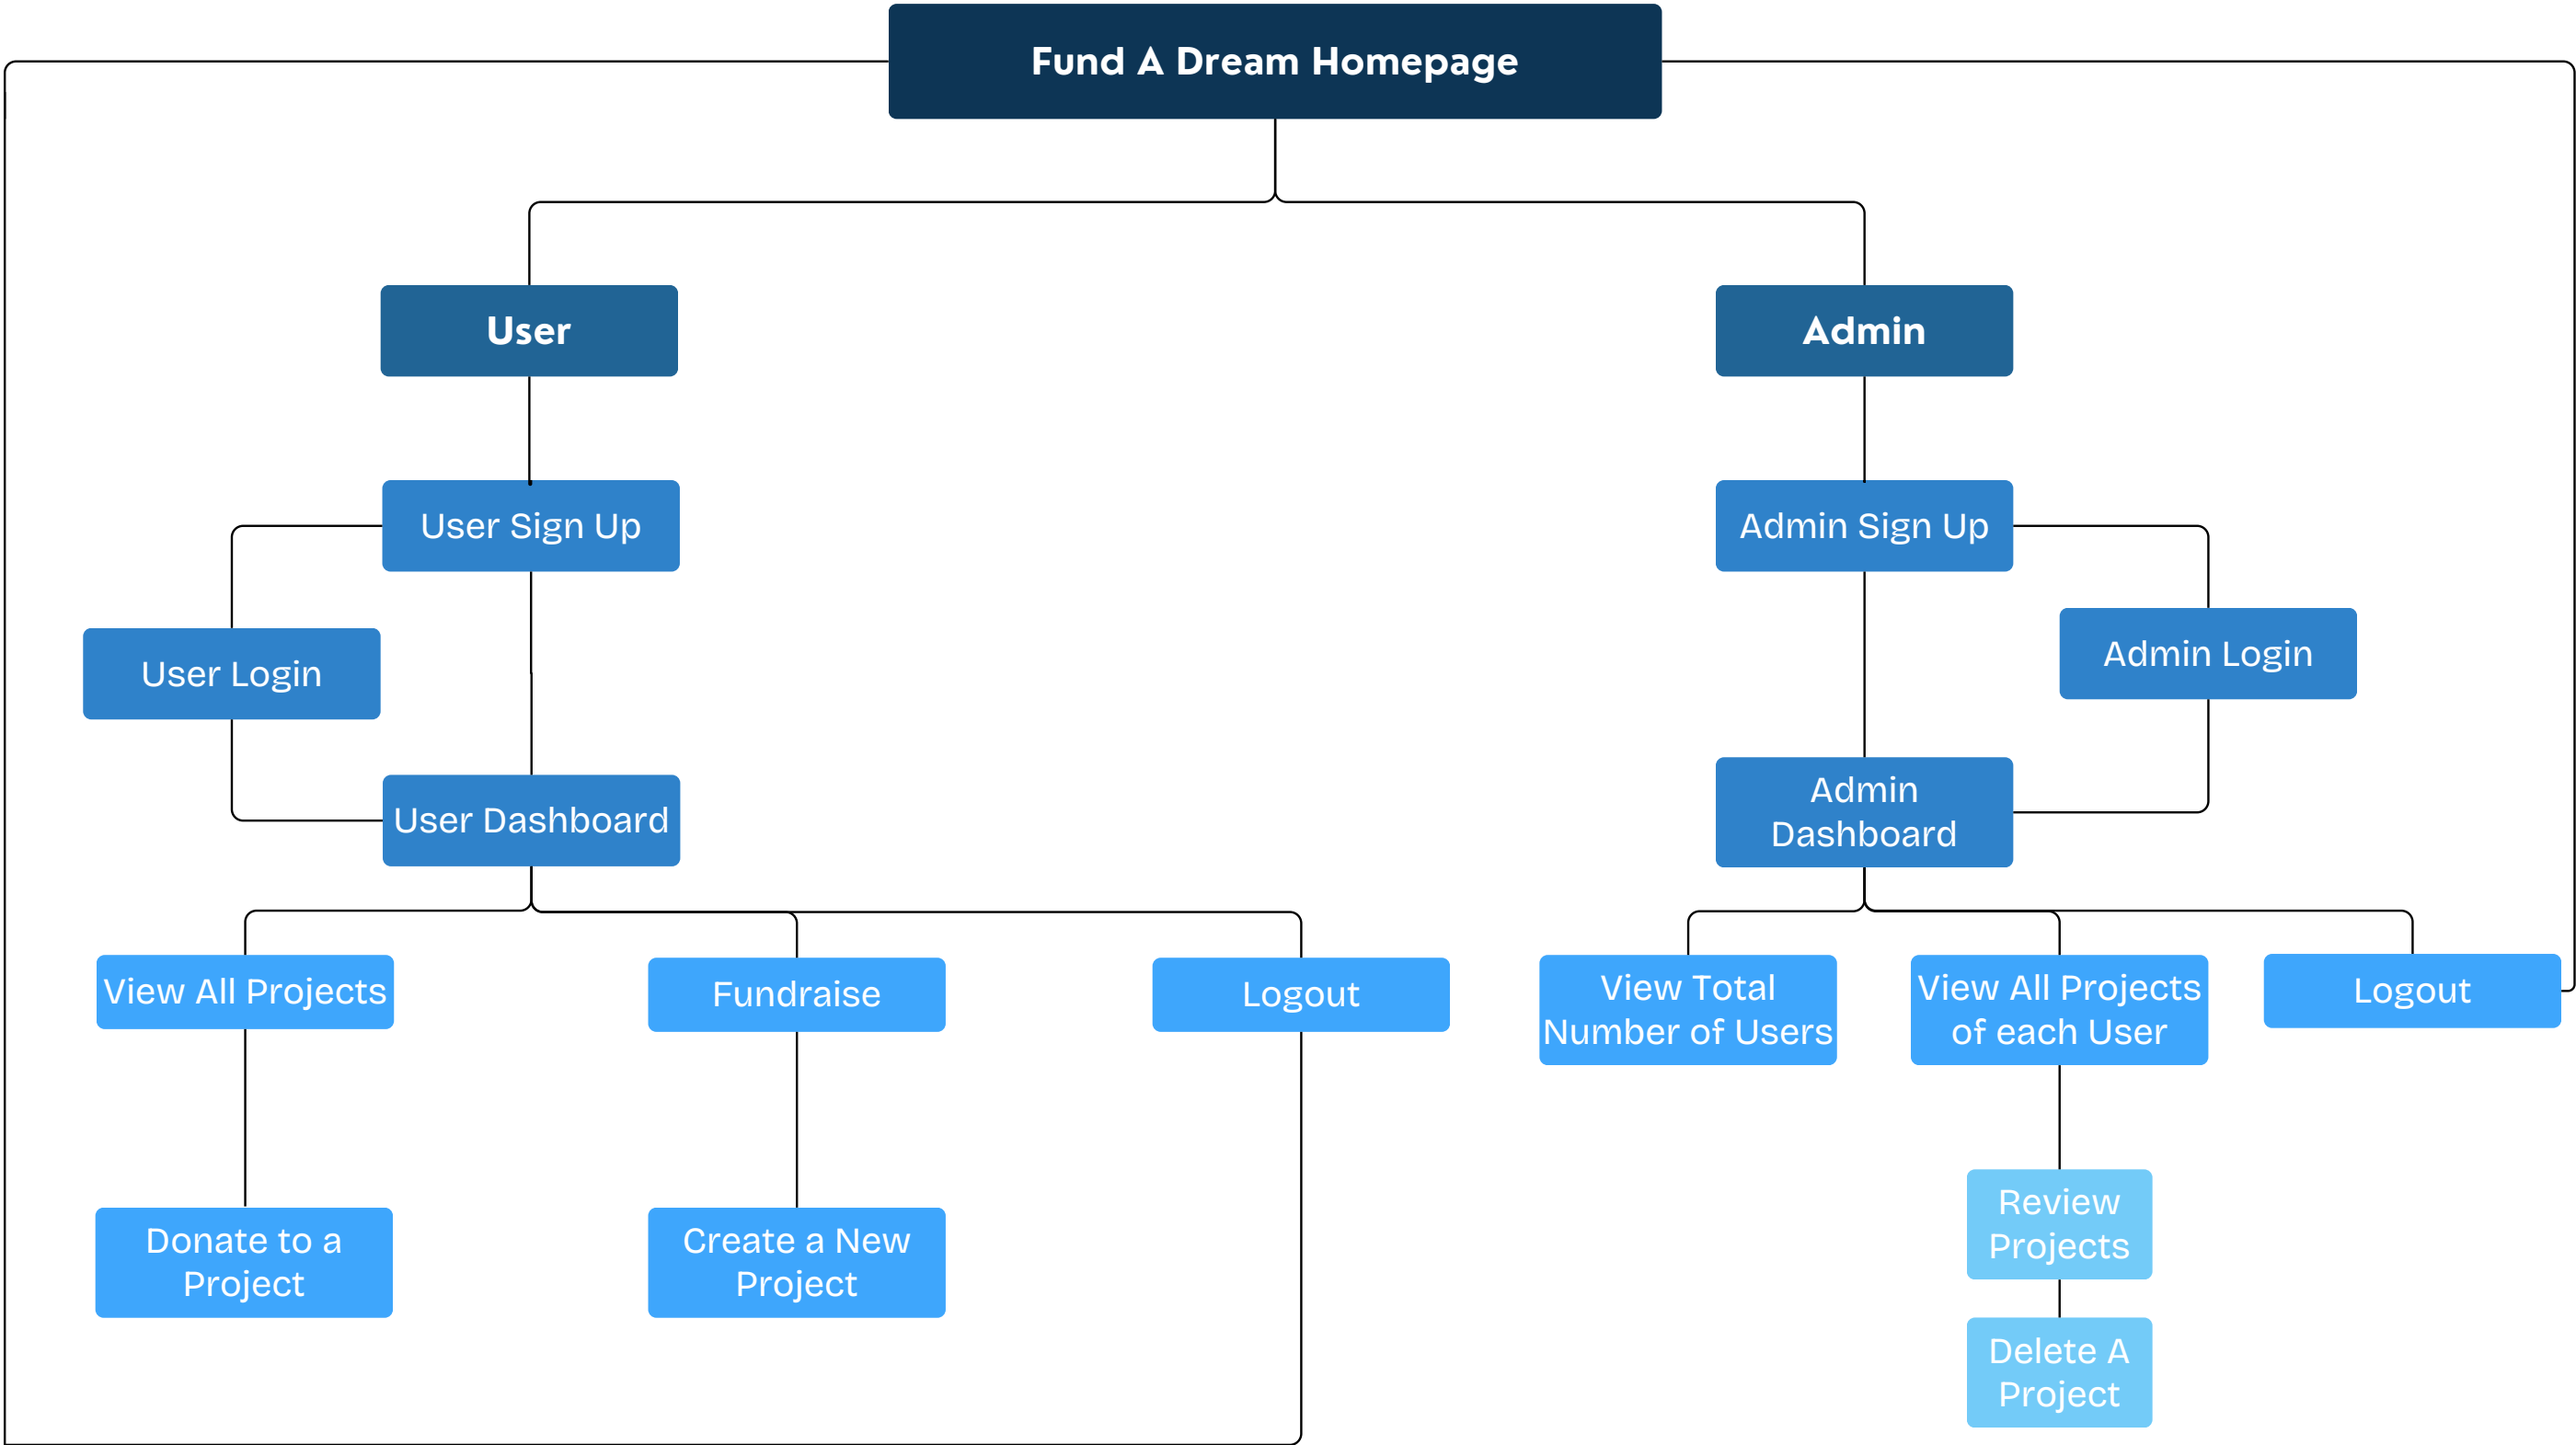 Fund A Dream Homepage
User
Admin
User Sign Up
Admin Sign Up
User Login
Admin Login
User Dashboard
Admin
Dashboard
View All Projects
Fundraise
Logout
View Total
Number of Users
View All Projects
of each User
Logout
Donate to a
Project
Create a New
Project
Review
Projects
Delete A
Project